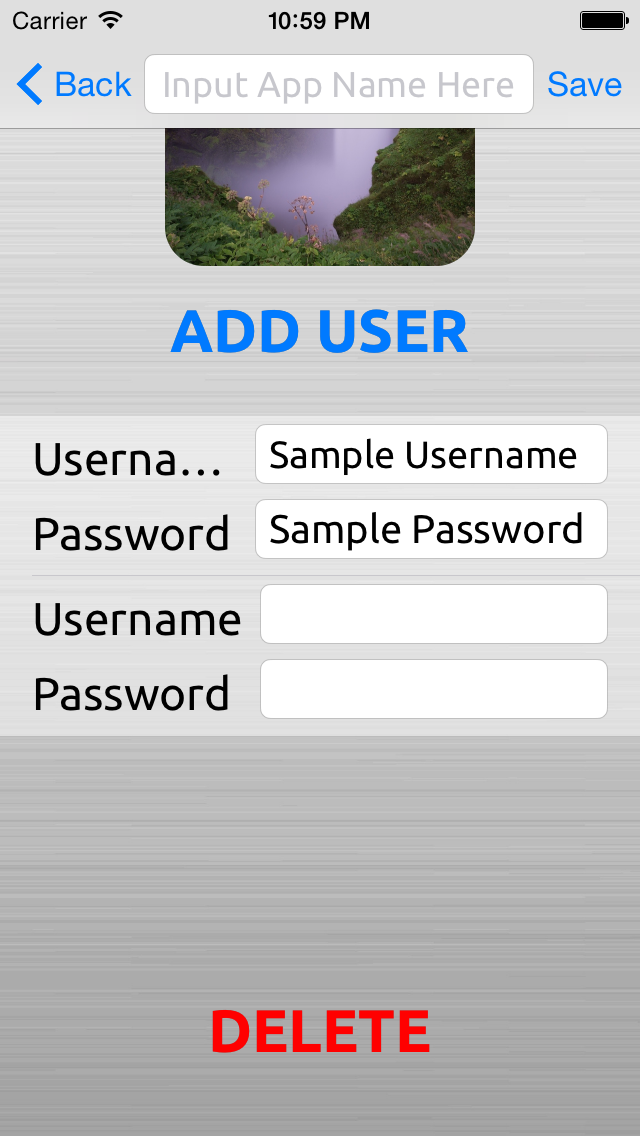 Carrier 10:59 PM
Back Input App Name Here Save
ADD USER
Userna… Sample Username
Password Sample Password
Username
Password
DELETE